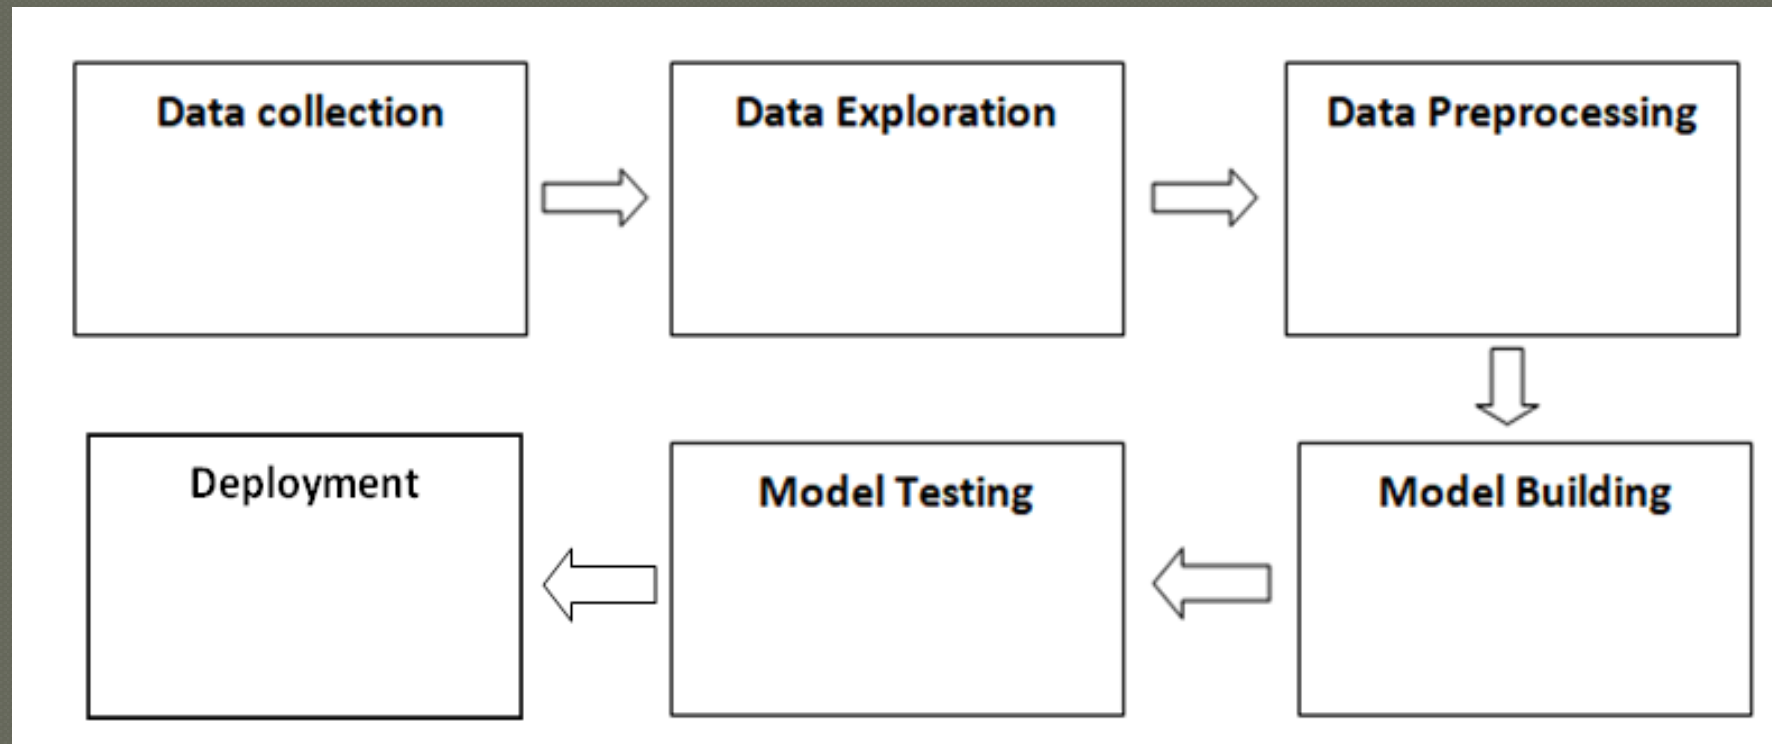 Data collection
Data Exploration
Data Preprocessing
Deployment
Model Testing
Model Building